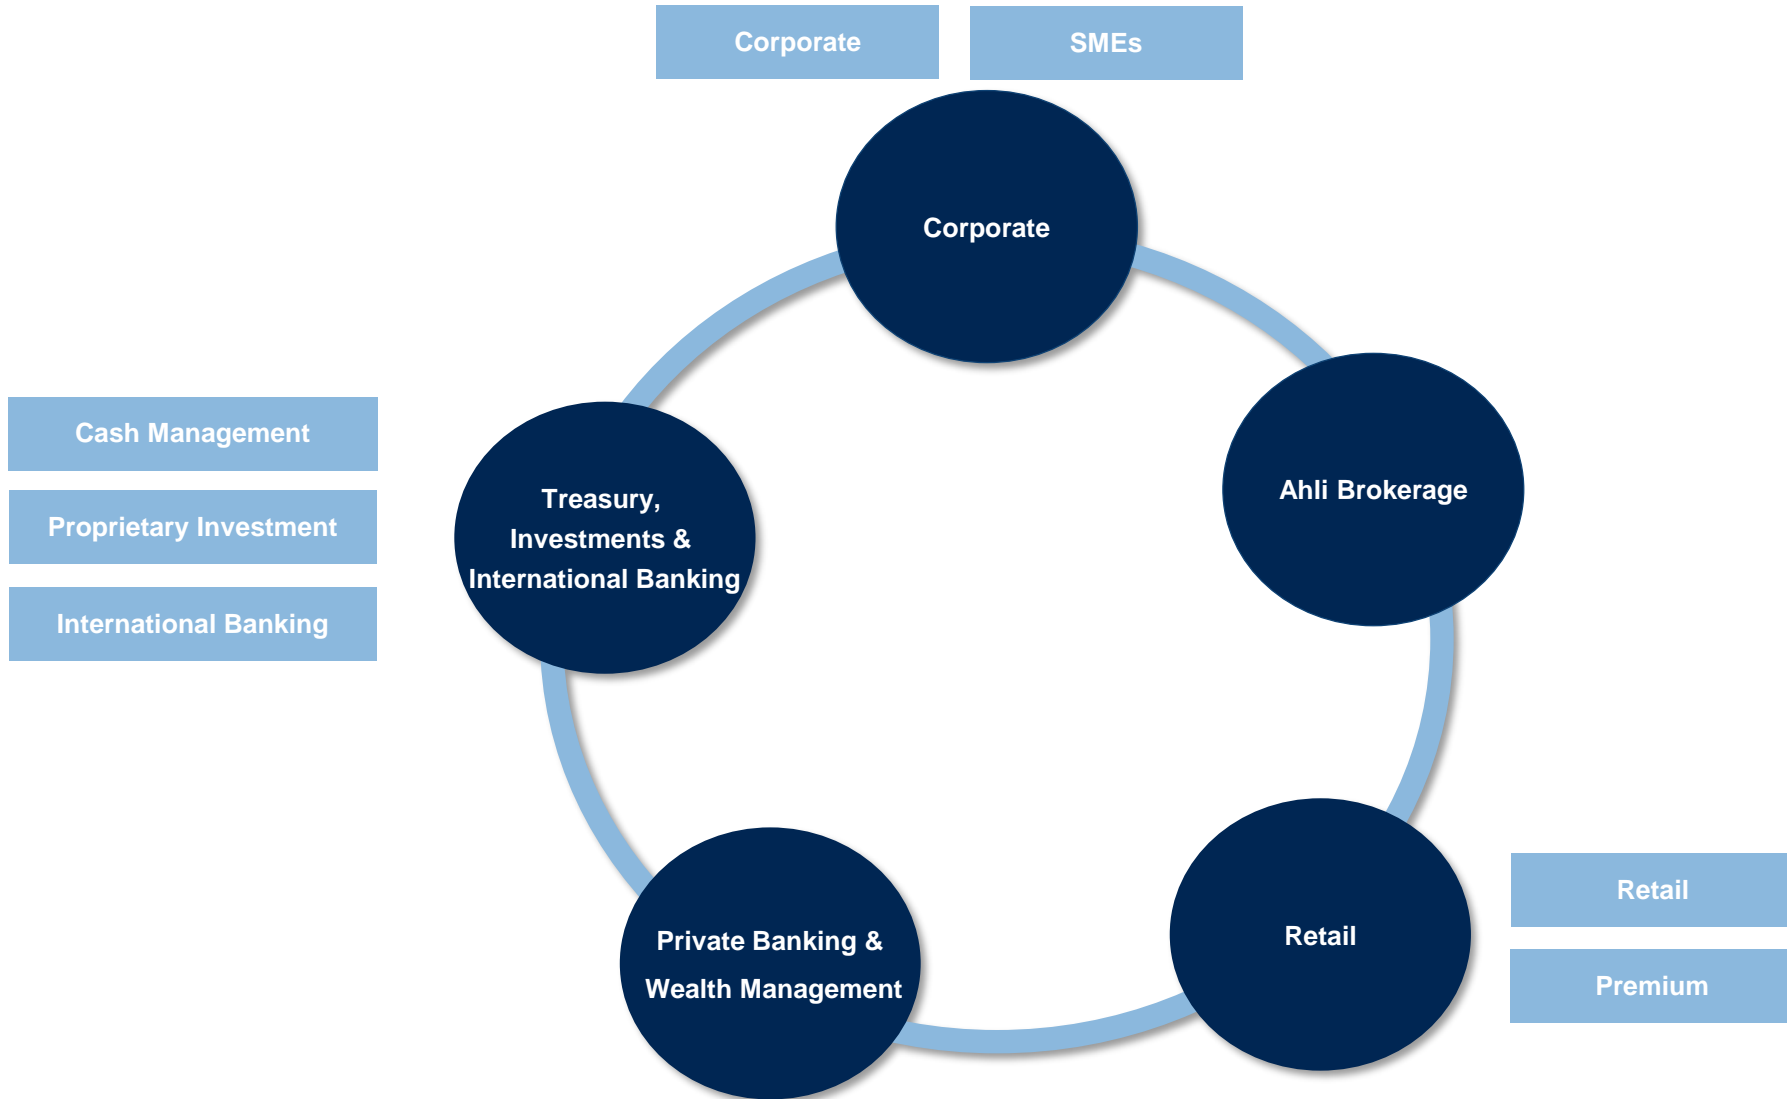 Corporate
SMEs
Corporate
Ahli Brokerage
Cash Management
Proprietary Investment
International Banking
Treasury,
Investments &
International Banking
Private Banking &
Wealth Management
Retail
Retail
Premium